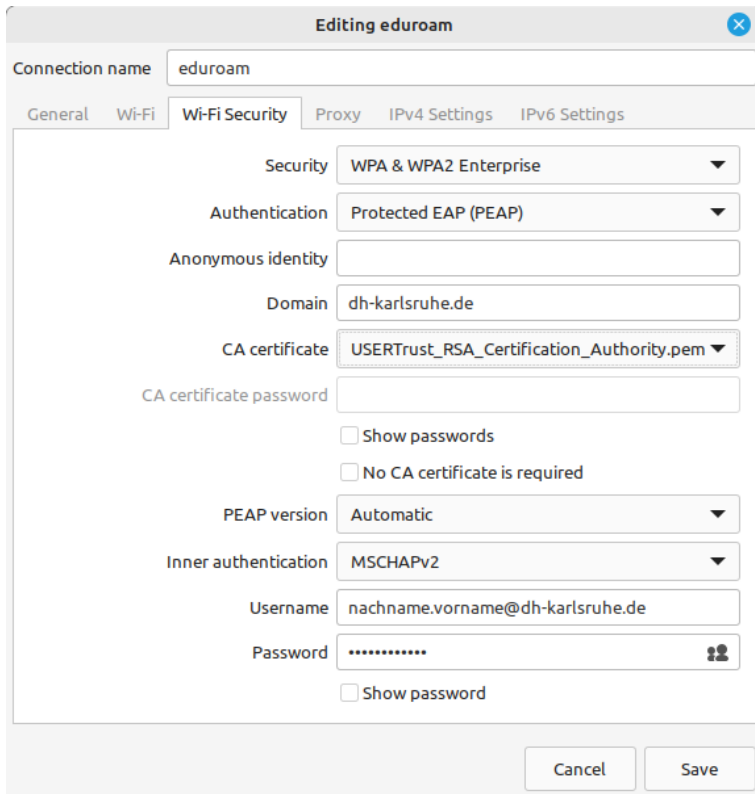 Editing eduroam
Connection name eduroam
General Wi-Fi Wi-Fi Security Proxy IPv4 Settings IPv6 Settings
Security WPA & WPA2 Enterprise
Authentication Protected EAP (PEAP)
Anonymous identity
Domain dh-karlsruhe.de
CA certificate USERTrust_RSA_Certification_Authority.pem
CA certificate password
Show passwords
No CA certificate is required
PEAP version Automatic
Inner authentication MSCHAPv2
Username nachname.vorname@dh-karlsruhe.de
Password ••••••••••••
Show password
Cancel Save